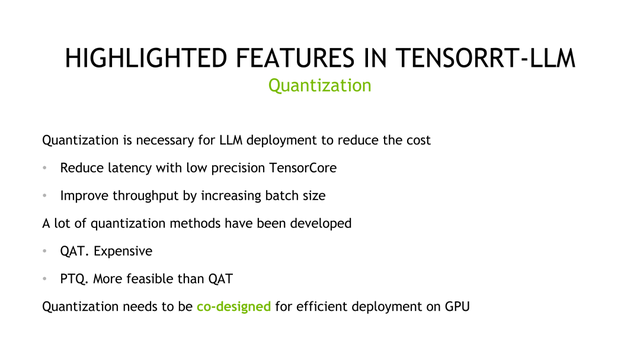 HIGHLIGHTED FEATURES IN TENSORRT-LLM
Quantization
Quantization is necessary for LLM deployment to reduce the cost
• Reduce latency with low precision TensorCore
• Improve throughput by increasing batch size
A lot of quantization methods have been developed
• QAT. Expensive
• PTQ. More feasible than QAT
Quantization needs to be co-designed for efficient deployment on GPU